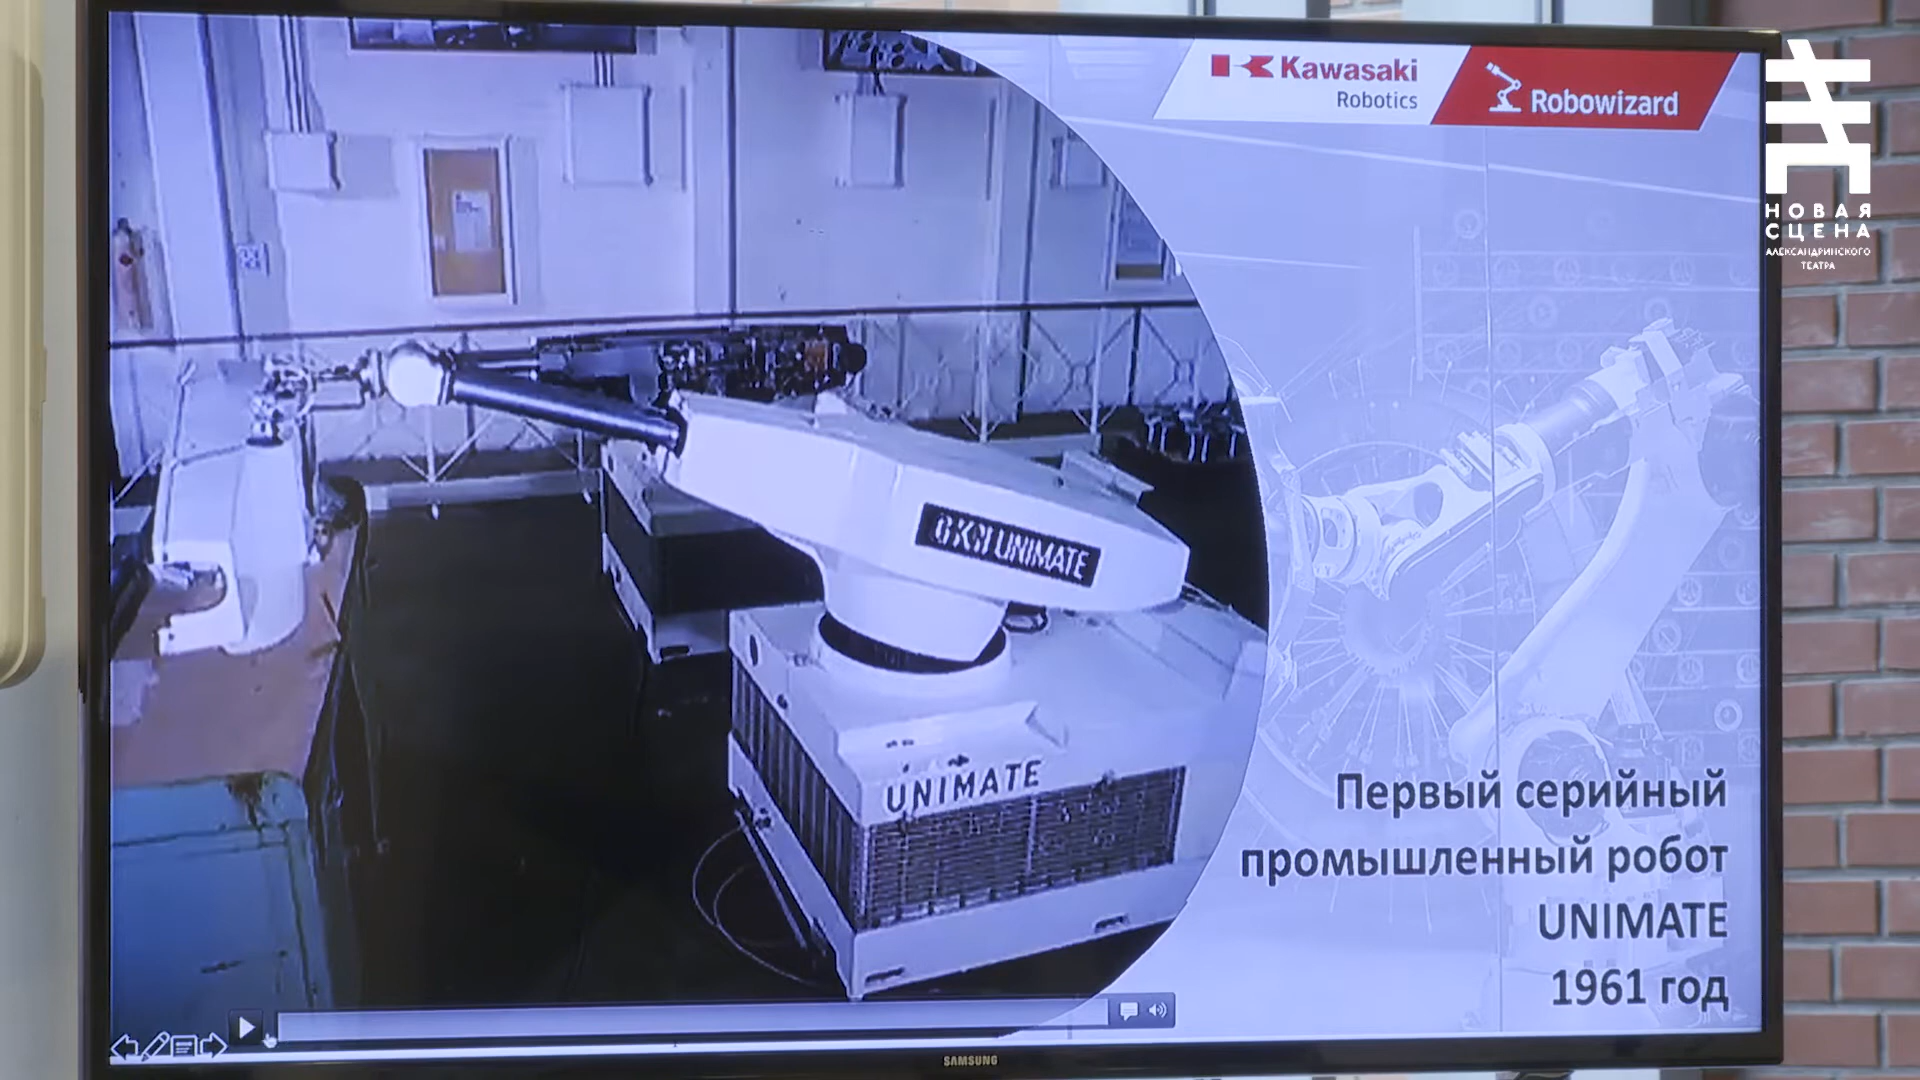 Kawasaki
Robotics
Robowizard
НОВАЯ
СЦЕНА
АЛЕКСАНДРИНСКОГО
ТЕАТРА
UNIMATE
UNIMATE
Первый серийный
промышленный робот
UNIMATE
1961 год
SAMSUNG